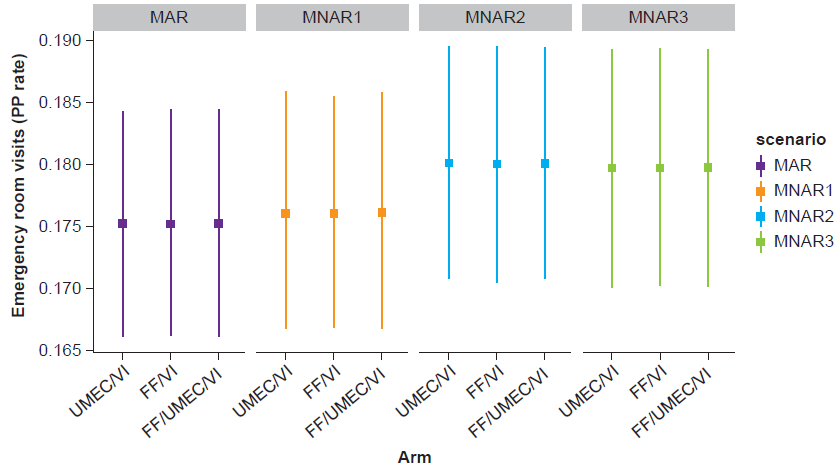 MAR MNAR1 MNAR2 MNAR3
Emergency room visits (PP rate)
0.190
0.185
0.180
0.175
0.170
0.165
UMEC/VI FF/VI FF/UMEC/VI UMEC/VI FF/VI FF/UMEC/VI UMEC/VI FF/VI FF/UMEC/VI UMEC/VI FF/VI FF/UMEC/VI
Arm
scenario
MAR
MNAR1
MNAR2
MNAR3